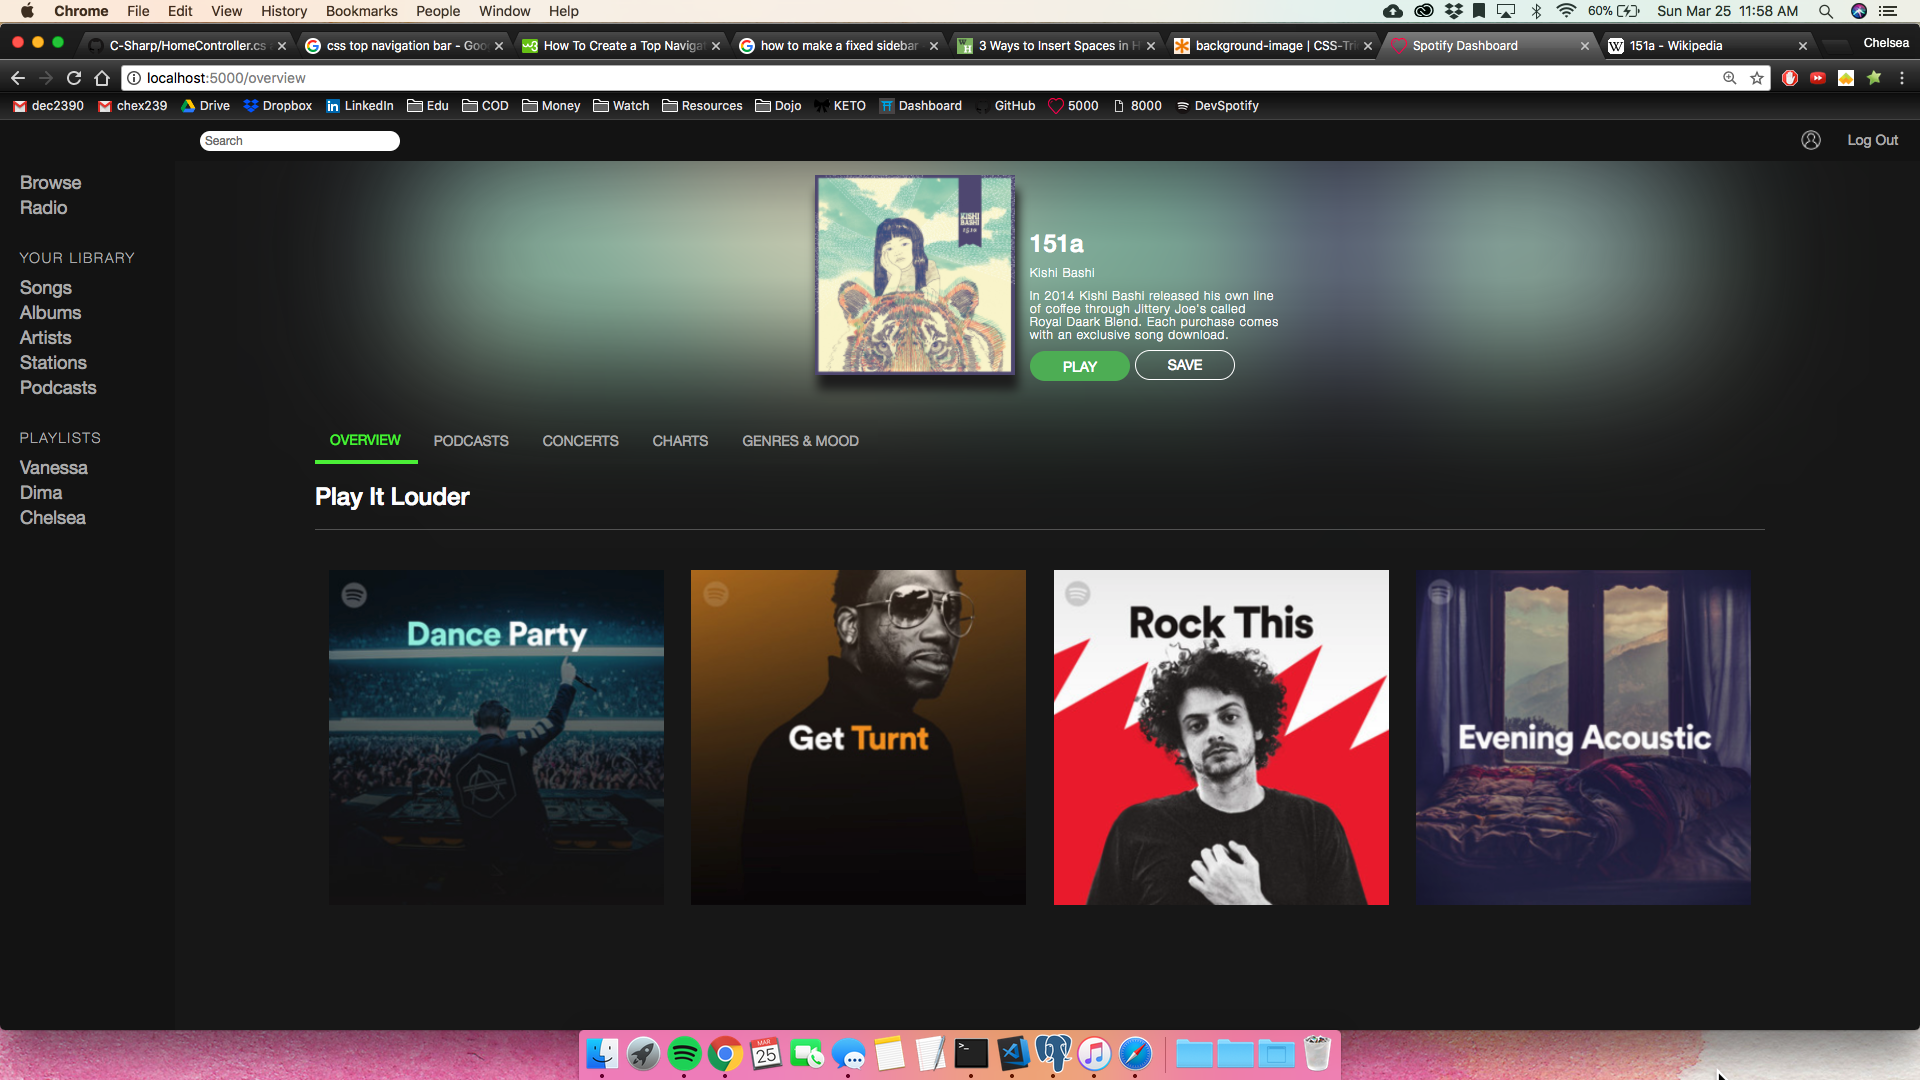 Chrome File Edit View History Bookmarks People Window Help
60% Sun Mar 25 11:58 AM
C-Sharp/HomeController.cs
css top navigation bar - Goo
How To Create a Top Navigat
how to make a fixed sidebar
3 Ways to Insert Spaces in H
background-image | CSS-Tri
Spotify Dashboard
151a - Wikipedia
Chelsea
localhost:5000/overview
dec2390 chex239 Drive Dropbox LinkedIn Edu COD Money Watch Resources Dojo KETO Dashboard GitHub 5000 8000 DevSpotify
Search
Log Out
Browse
Radio
YOUR LIBRARY
Songs
Albums
Artists
Stations
Podcasts
PLAYLISTS
Vanessa
Dima
Chelsea
KISHI
BASHI
151a
151a
Kishi Bashi
In 2014 Kishi Bashi released his own line
of coffee through Jittery Joe's called
Royal Daark Blend. Each purchase comes
with an exclusive song download.
PLAY SAVE
OVERVIEW PODCASTS CONCERTS CHARTS GENRES & MOOD
Play It Louder
Dance Party
Get Turnt
Rock This
Evening Acoustic
MAR
25